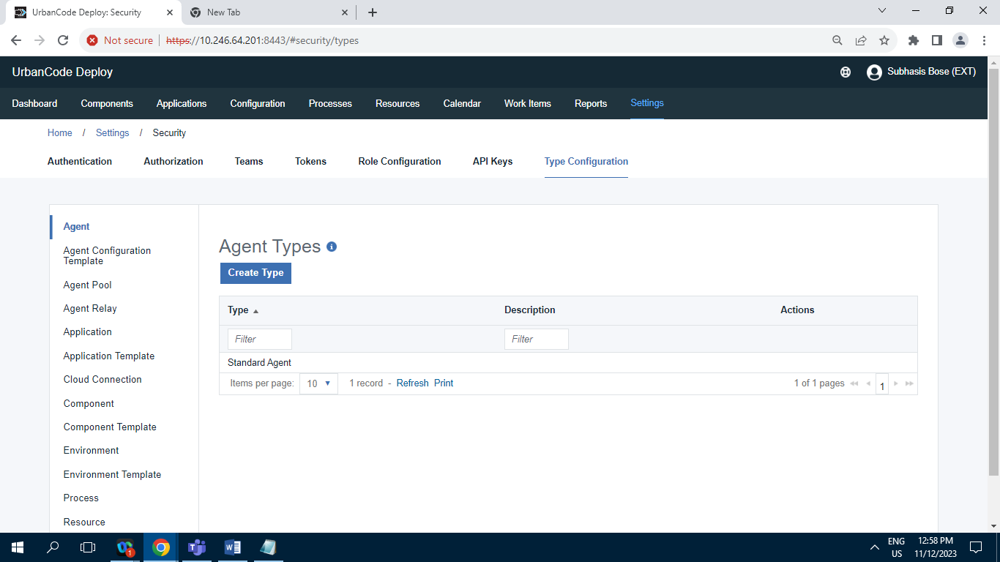 UrbanCode Deploy: Security
New Tab
Not secure https://10.246.64.201:8443/#security/types
UrbanCode Deploy
Subhasis Bose (EXT)
Dashboard Components Applications Configuration Processes Resources Calendar Work Items Reports Settings
Home / Settings / Security
Authentication Authorization Teams Tokens Role Configuration API Keys Type Configuration
Agent
Agent Configuration
Template
Agent Pool
Agent Relay
Application
Application Template
Cloud Connection
Component
Component Template
Environment
Environment Template
Process
Resource
Agent Types
Create Type
Type Description Actions
Filter Filter
Standard Agent
Items per page: 10 1 record - Refresh Print 1 of 1 pages 1
1
ENG 12:58 PM
US 11/12/2023